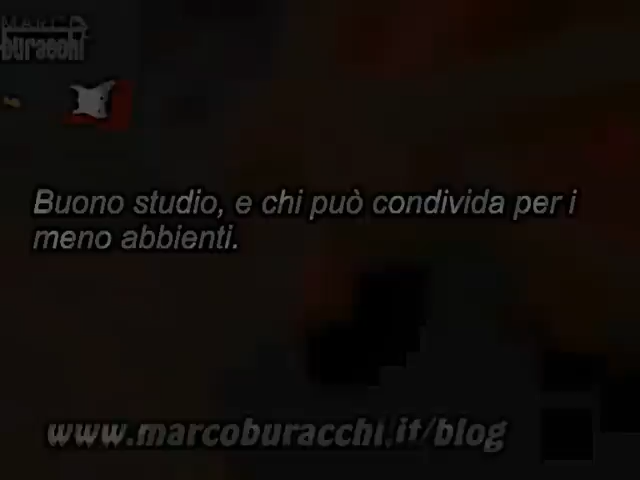 MARCO
buracchi
Buono studio, e chi può condivida per i
meno abbienti.
www.marcoburacchi.it/blog